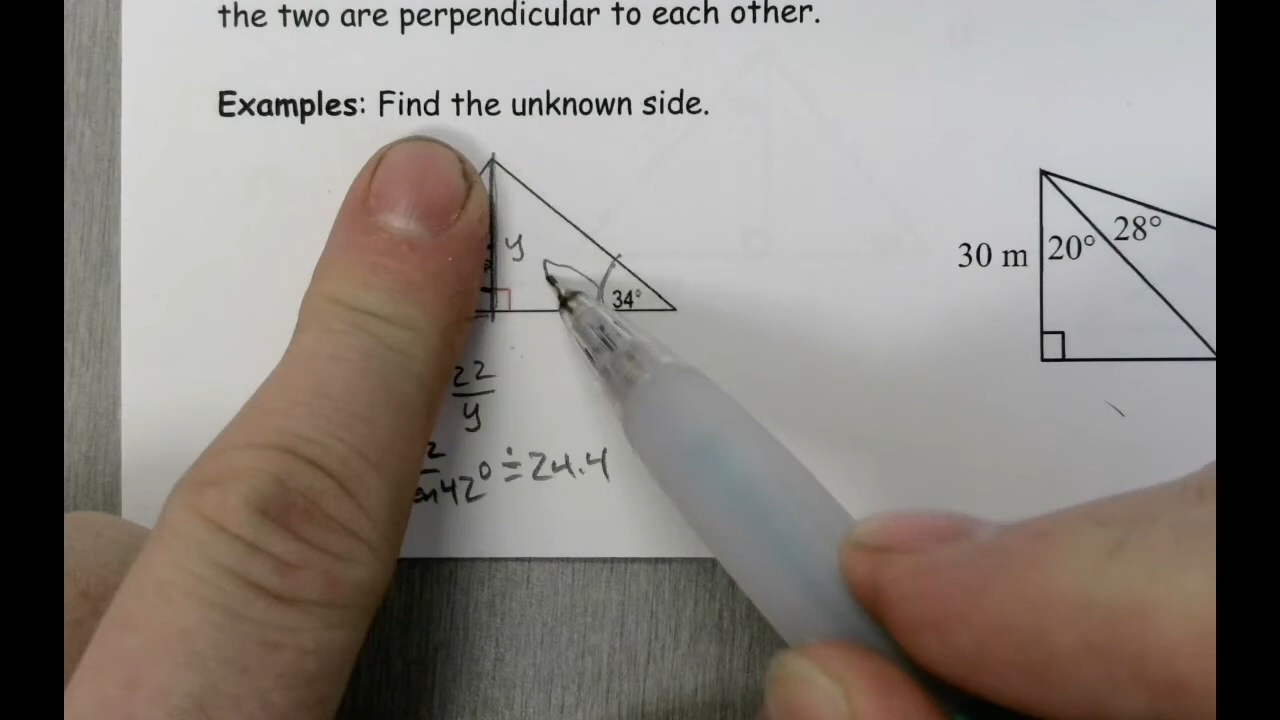 the two are perpendicular to each other.
Examples: Find the unknown side.
y
34°
22
y
42° ≐ 24.4
30 m
20°
28°